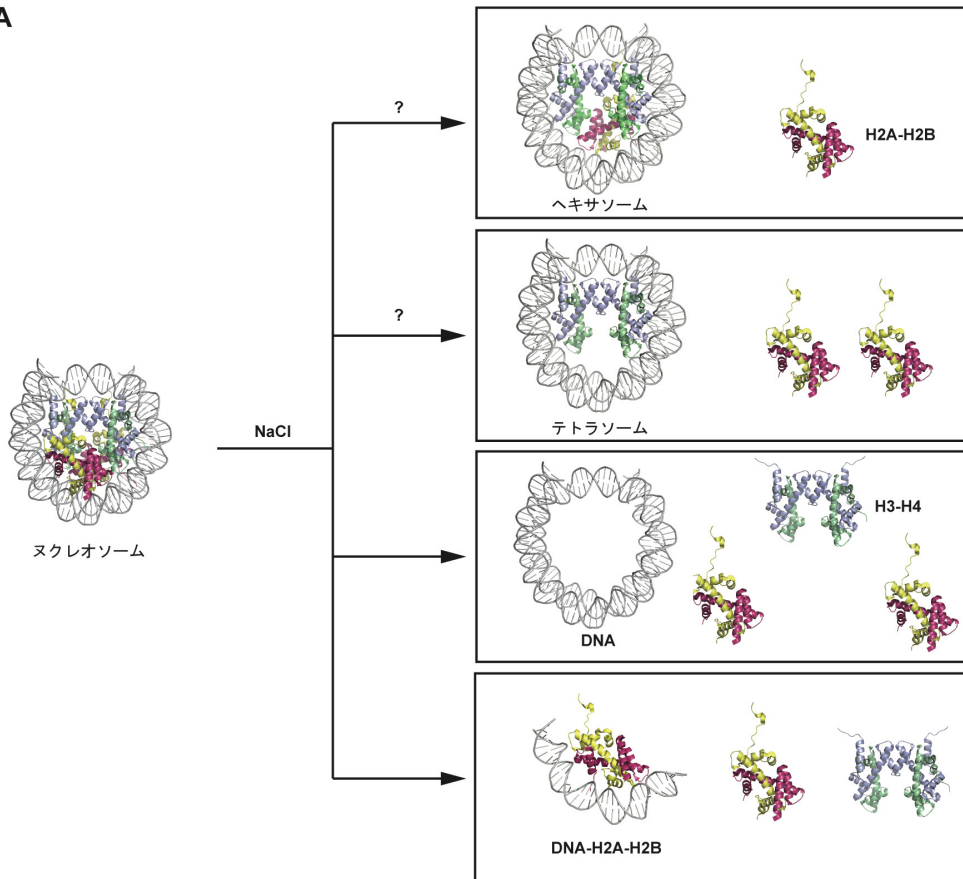 A
?
H2A-H2B
ヘキサソーム
?
テトラソーム
NaCl
ヌクレオソーム
H3-H4
DNA
DNA-H2A-H2B